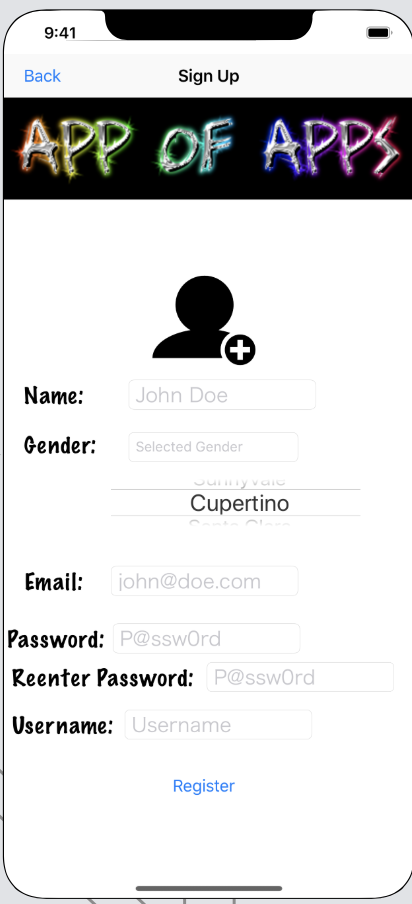 9:41
Back Sign Up
APP OF APPS
Name: John Doe
Gender: Selected Gender
Sunnyvale
Cupertino
Santa Clara
Email: john@doe.com
Password: P@ssw0rd
Reenter Password: P@ssw0rd
Username: Username
Register